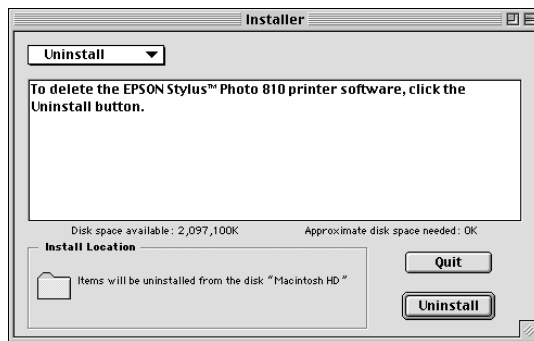 Installer
Uninstall
To delete the EPSON Stylus™ Photo 810 printer software, click the
Uninstall button.
Disk space available: 2,097,100K
Approximate disk space needed: 0K
Install Location
Items will be uninstalled from the disk "Macintosh HD"
Quit
Uninstall